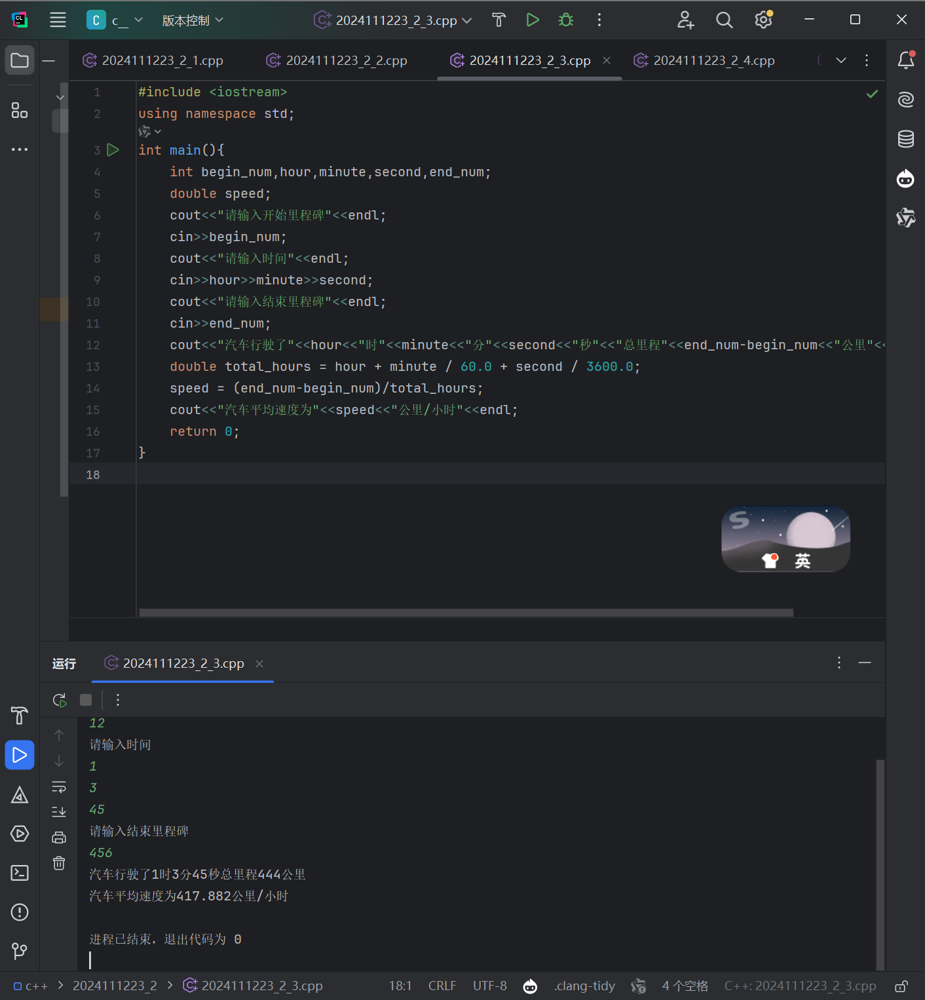 CL
C c__ 版本控制 2024111223_2_3.cpp
2024111223_2_1.cpp 2024111223_2_2.cpp 2024111223_2_3.cpp 2024111223_2_4.cpp
1 #include <iostream>
2 using namespace std;
3 int main(){
4 int begin_num,hour,minute,second,end_num;
5 double speed;
6 cout<<"请输入开始里程碑"<<endl;
7 cin>>begin_num;
8 cout<<"请输入时间"<<endl;
9 cin>>hour>>minute>>second;
10 cout<<"请输入结束里程碑"<<endl;
11 cin>>end_num;
12 cout<<"汽车行驶了"<<hour<<"时"<<minute<<"分"<<second<<"秒"<<"总里程"<<end_num-begin_num<<"公里"<<
13 double total_hours = hour + minute / 60.0 + second / 3600.0;
14 speed = (end_num-begin_num)/total_hours;
15 cout<<"汽车平均速度为"<<speed<<"公里/小时"<<endl;
16 return 0;
17 }
18
S
英
运行 2024111223_2_3.cpp
12
请输入时间
1
3
45
请输入结束里程碑
456
汽车行驶了1时3分45秒总里程444公里
汽车平均速度为417.882公里/小时
进程已结束，退出代码为 0
c++ > 2024111223_2 > 2024111223_2_3.cpp 18:1 CRLF UTF-8 .clang-tidy 4 个空格 C++: 2024111223_2_3.cpp